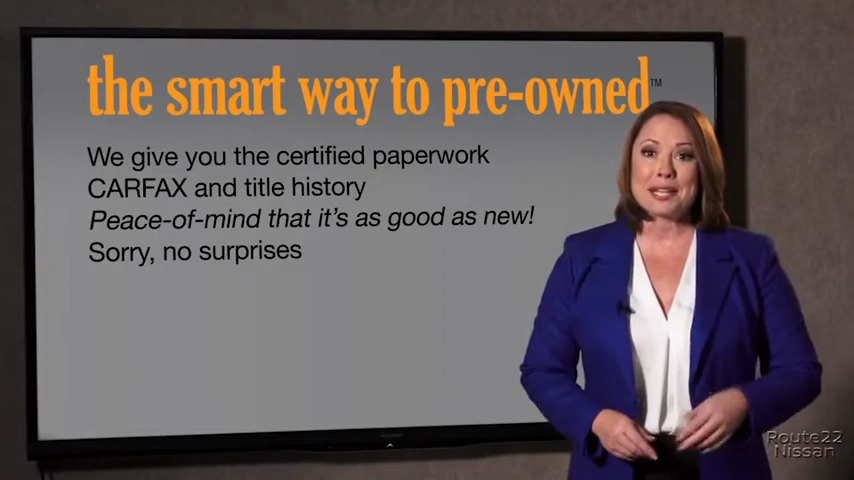 the smart way to pre-owned™
We give you the certified paperwork
CARFAX and title history
Peace-of-mind that it's as good as new!
Sorry, no surprises
Route22
Nissan